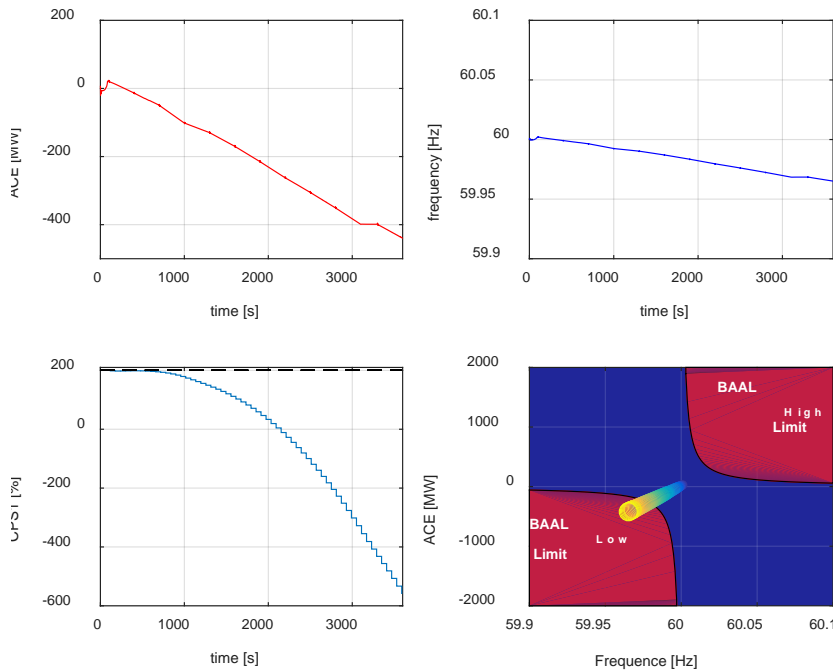 200
0
-200
-400
ACE [MW]
0 1000 2000 3000
time [s]
60.1
60.05
60
59.95
59.9
frequency [Hz]
0 1000 2000 3000
time [s]
200
0
-200
-400
-600
CPS1 [%]
0 1000 2000 3000
time [s]
2000
1000
0
-1000
-2000
ACE [MW]
BAAL
High
Limit
BAAL
Low
Limit
59.9 59.95 60 60.05 60.1
Frequence [Hz]